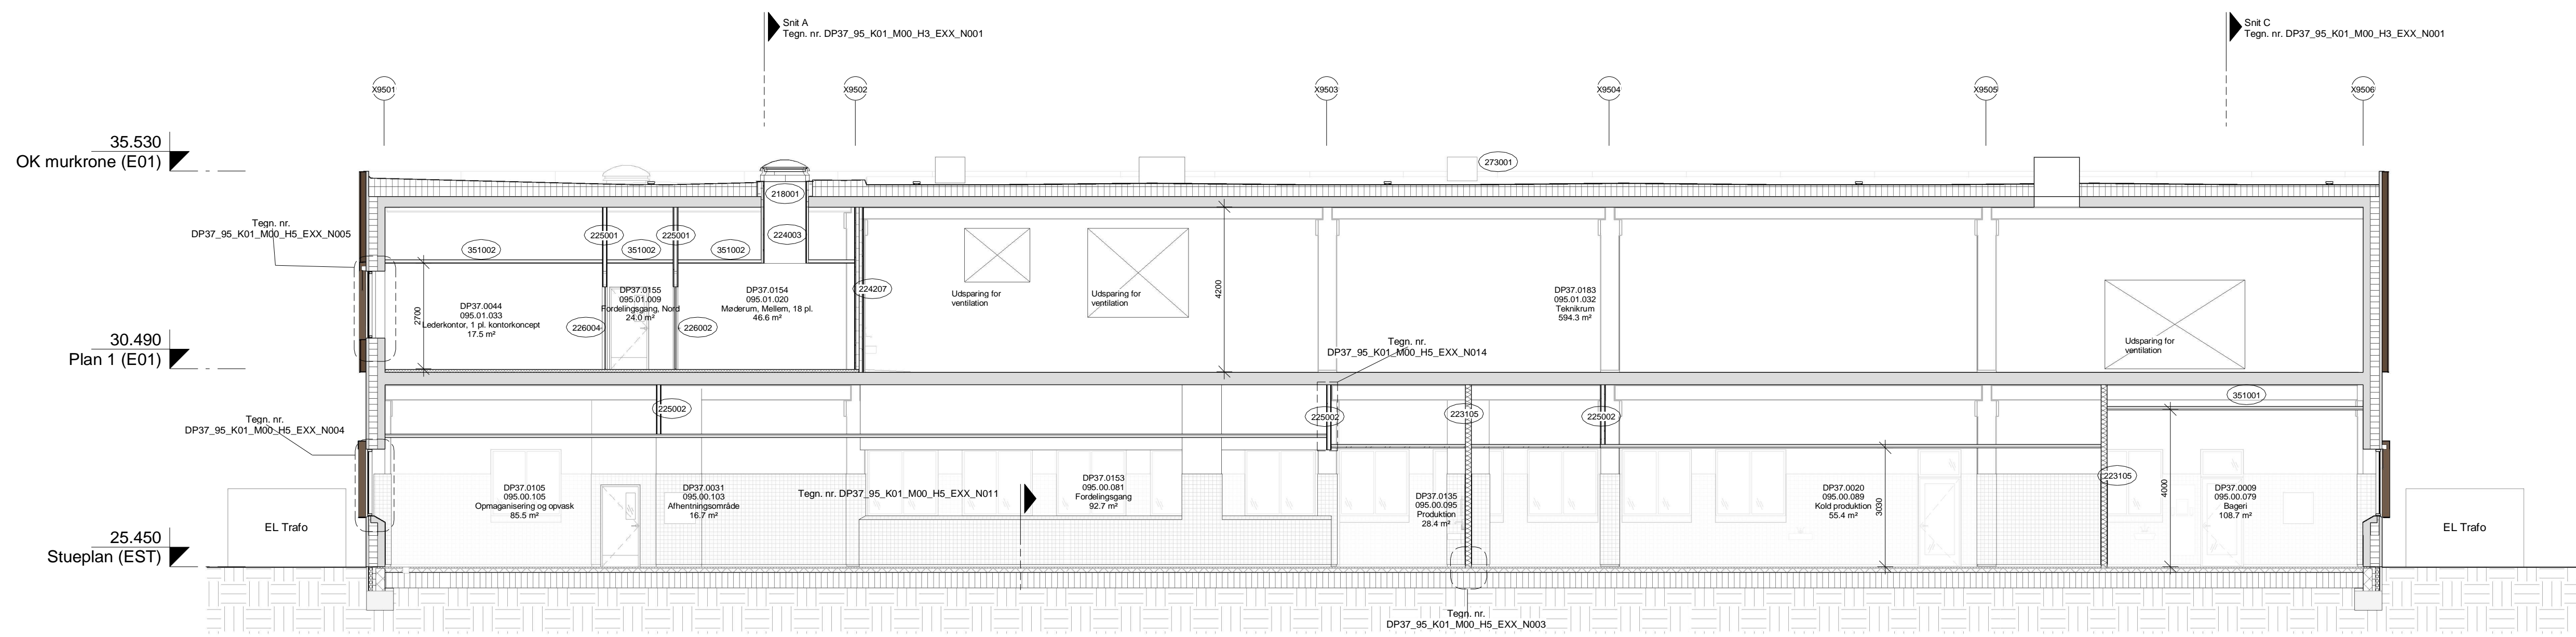 Snit A
Tegn. nr. DP37_95_K01_M00_H3_EXX_N001
Snit C
Tegn. nr. DP37_95_K01_M00_H3_EXX_N001
X9501
X9502
X9503
X9504
X9505
X9506
35.530
OK murkrone (E01)
273001
218001
Tegn. nr.
DP37_95_K01_M00_H5_EXX_N005
225001
225001
224003
351002
351002
351002
224207
4200
2700
DP37.0044
095.01.033
Lederkontor, 1 pl. kontorkoncept
17.5 m²
DP37.0155
095.01.009
Fordelingsgang, Nord
24.0 m²
DP37.0154
095.01.020
Møderum, Mellem, 18 pl.
46.6 m²
226004
226002
Udsparing for
ventilation
Udsparing for
ventilation
DP37.0183
095.01.032
Teknikrum
594.3 m²
Udsparing for
ventilation
30.490
Plan 1 (E01)
Tegn. nr.
DP37_95_K01_M00_H5_EXX_N014
351001
225002
225002
223105
225002
Tegn. nr.
DP37_95_K01_M00_H5_EXX_N004
223105
DP37.0105
095.00.105
Opmaganisering og opvask
85.5 m²
DP37.0031
095.00.103
Afhentningsområde
16.7 m²
Tegn. nr. DP37_95_K01_M00_H5_EXX_N011
DP37.0153
095.00.081
Fordelingsgang
92.7 m²
DP37.0135
095.00.095
Produktion
28.4 m²
DP37.0020
095.00.089
Kold produktion
55.4 m²
3030
4000
DP37.0009
095.00.079
Bageri
108.7 m²
EL Trafo
EL Trafo
25.450
Stueplan (EST)
Tegn. nr.
DP37_95_K01_M00_H5_EXX_N003